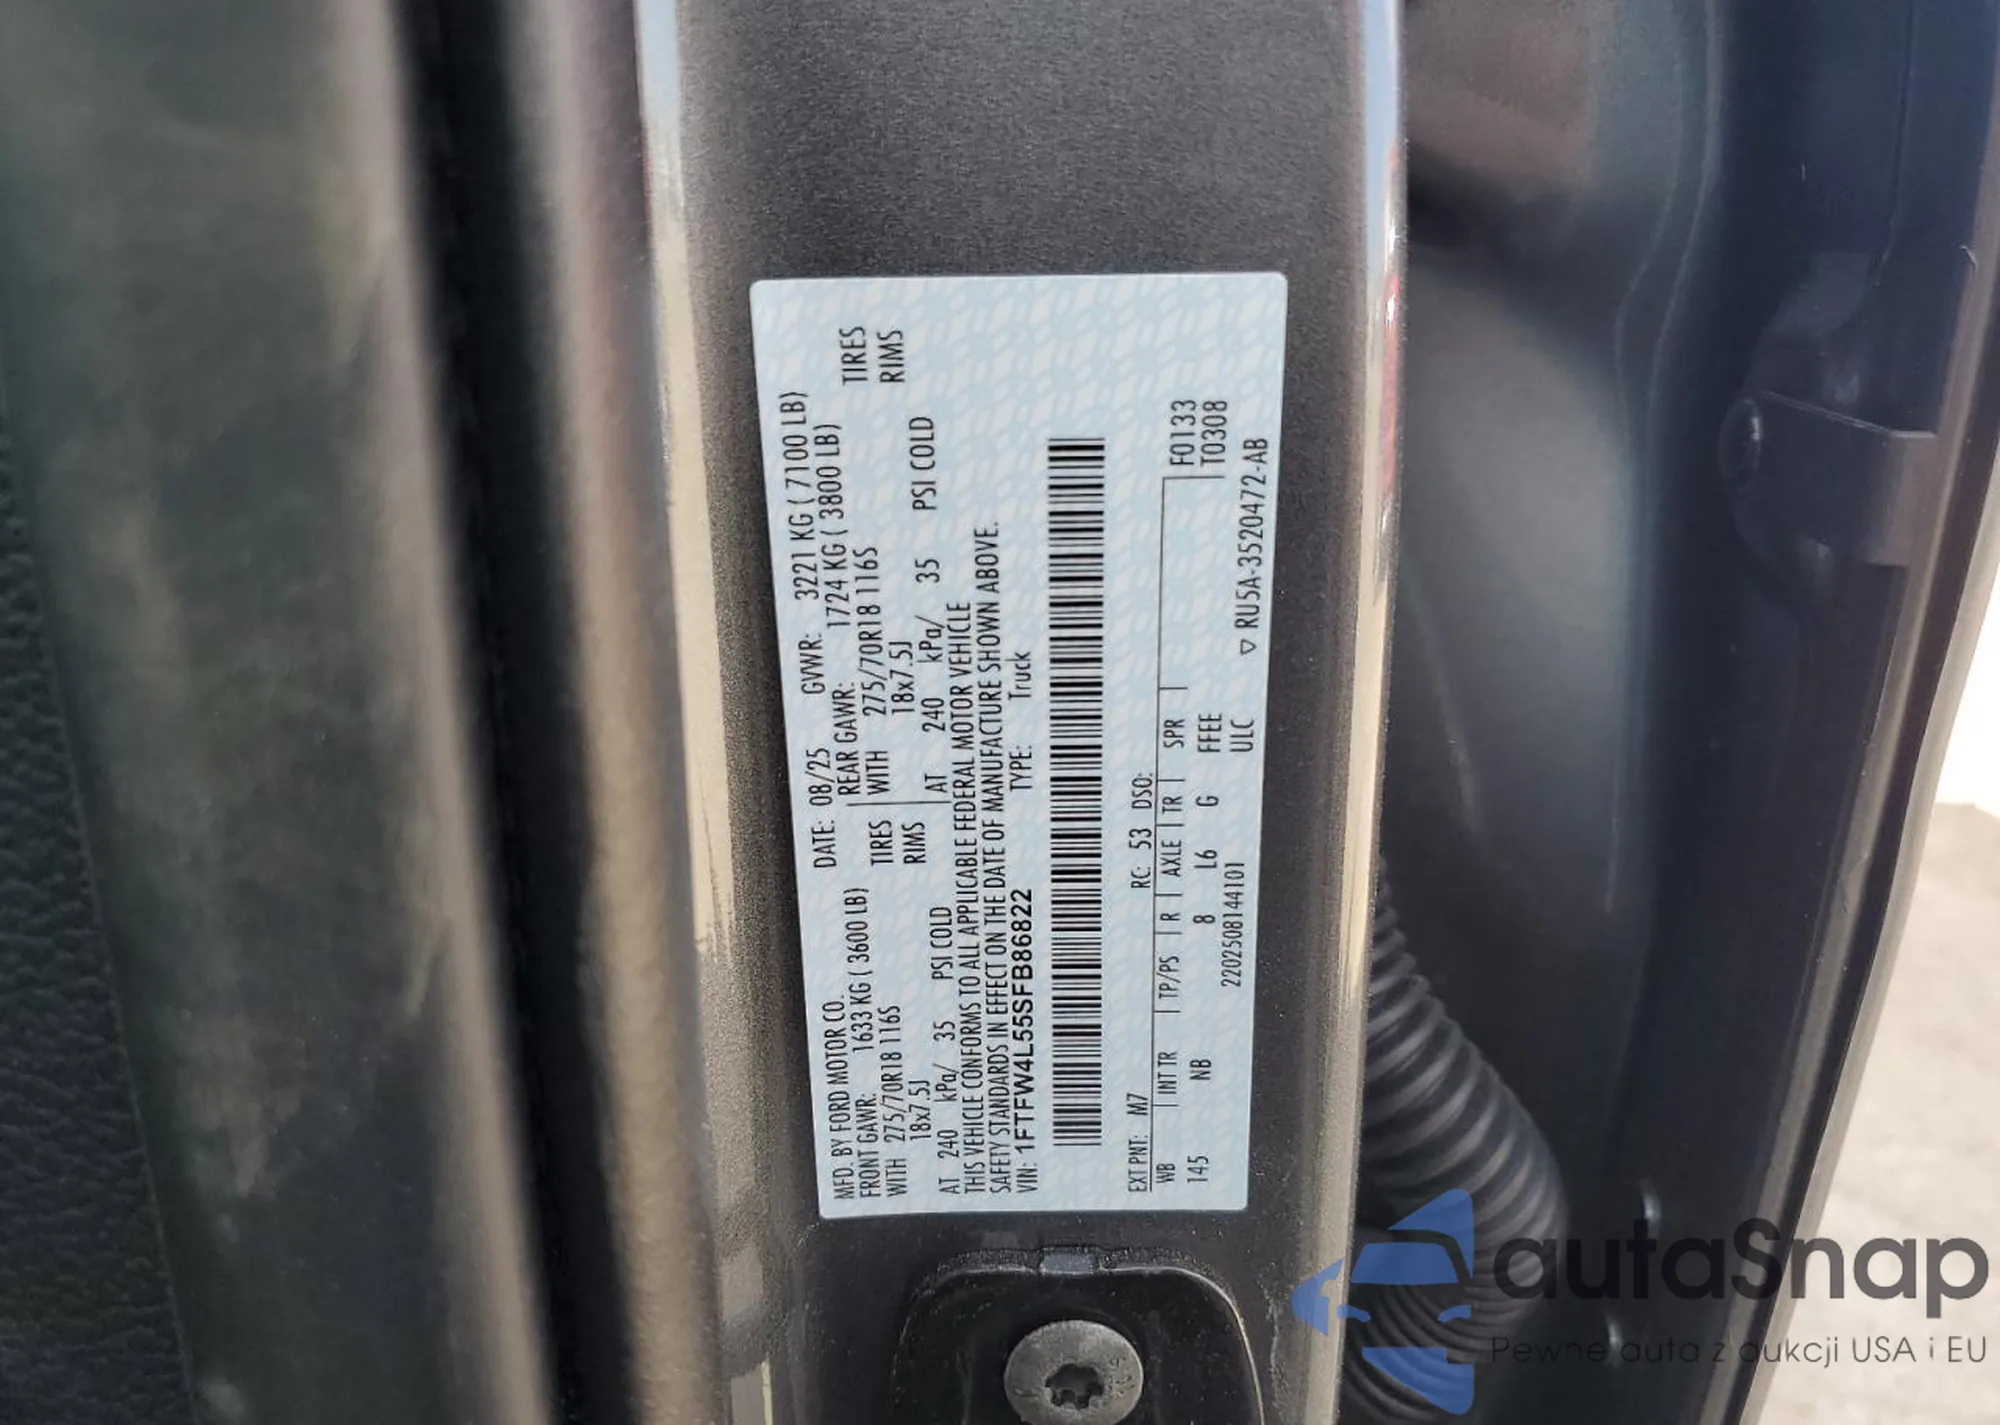 MFD. BY FORD MOTOR CO.
DATE: 08/25 GVWR: 3221 KG ( 7100 LB)
FRONT GAWR: 1633 KG ( 3600 LB)
REAR GAWR: 1724 KG ( 3800 LB)
WITH 275/70R18 116S TIRES
WITH 275/70R18 116S TIRES
18x7.5J RIMS
18x7.5J RIMS
AT 240 kPa/ 35 PSI COLD
AT 240 kPa/ 35 PSI COLD
THIS VEHICLE CONFORMS TO ALL APPLICABLE FEDERAL MOTOR VEHICLE
SAFETY STANDARDS IN EFFECT ON THE DATE OF MANUFACTURE SHOWN ABOVE.
VIN: 1FTFW4L55SFB86822 TYPE: Truck
EXT PNT: M7 RC: 53 DSO:
WB INT TR TP/PS R AXLE TR SPR F0133
145 NB 8 L6 G FFEE T0308
2202508144101 ULC ▽ RU5A-3520472-AB
autaSnap
Pewne auta z aukcji USA i EU